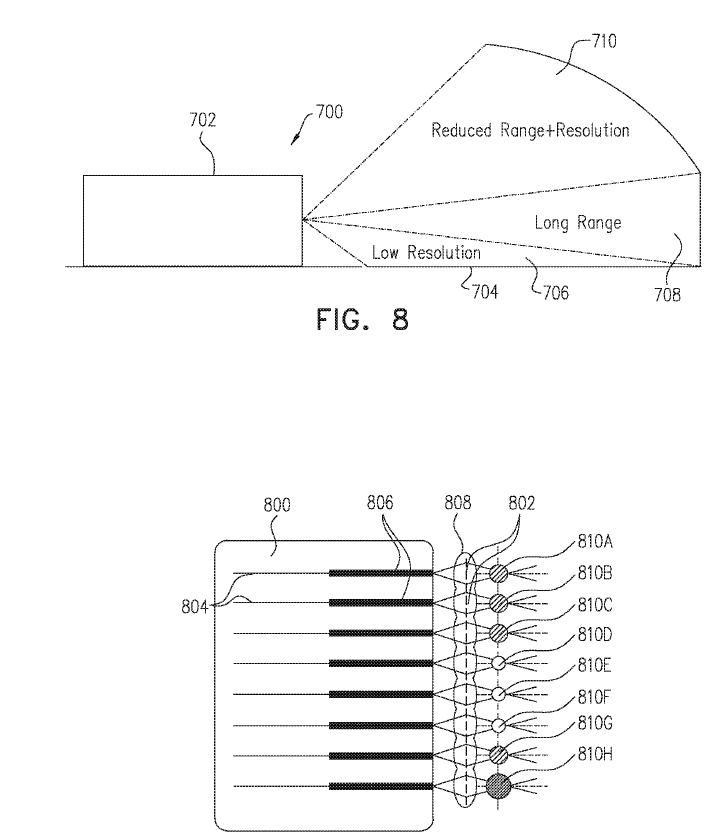 710
700
702
Reduced Range+Resolution
Long Range
Low Resolution
704
706
708
FIG. 8
800
806
808
802
810A
810B
804
810C
810D
810E
810F
810G
810H